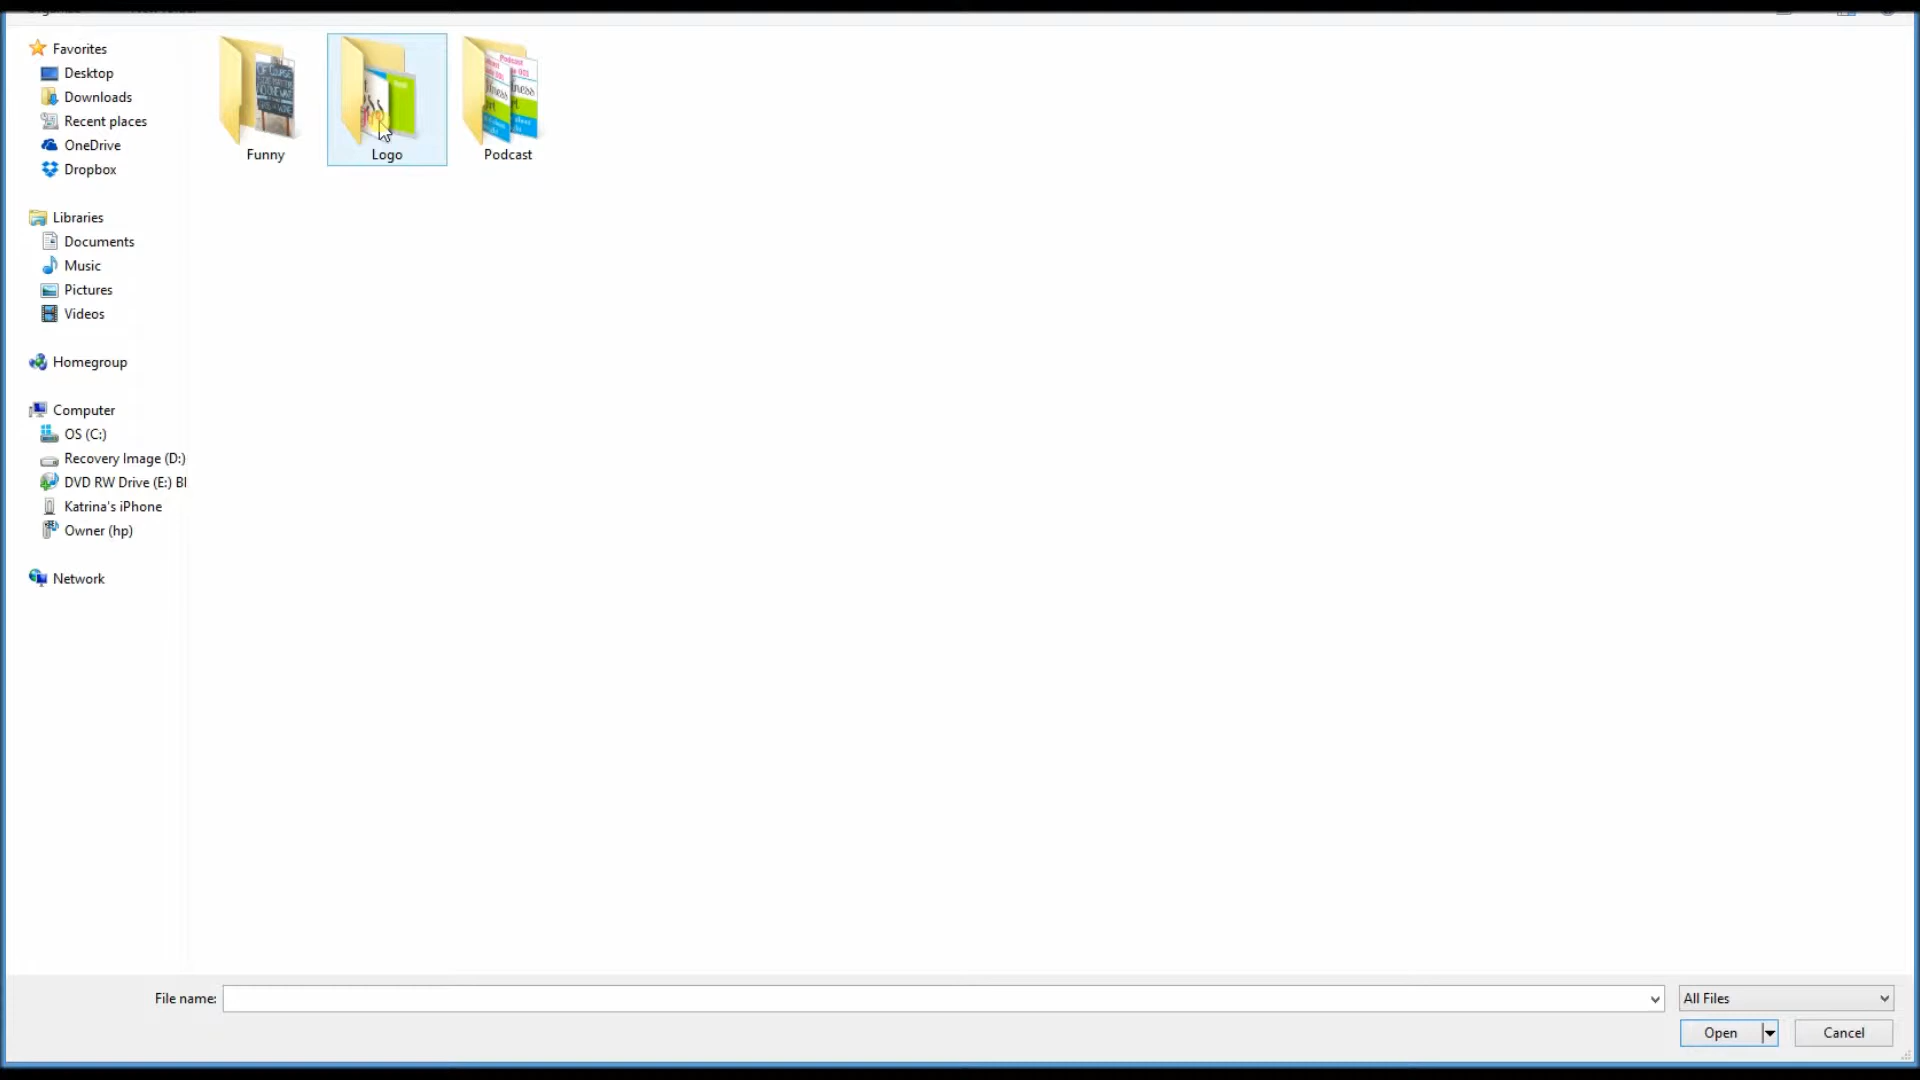 Favorites
Desktop
Downloads
Recent places
OneDrive
Dropbox
Libraries
Documents
Music
Pictures
Videos
Homegroup
Computer
OS (C:)
Recovery Image (D:)
DVD RW Drive (E:) Bl
Katrina's iPhone
Owner (hp)
Network
Funny
Logo
Podcast
File name:
All Files
Open
Cancel